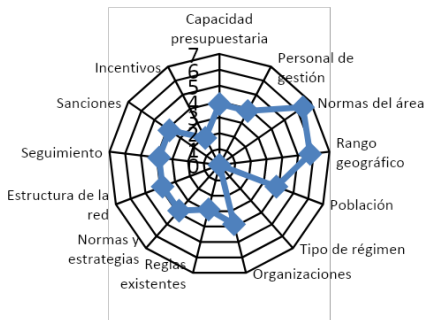 Capacidad
presupuestaria
Personal de
gestión
Normas del área
Rango
geográfico
Población
Tipo de régimen
Organizaciones
Reglas
existentes
Normas y
estrategias
Estructura de la
red
Seguimiento
Sanciones
Incentivos
7
6
5
4
3
2
1
0